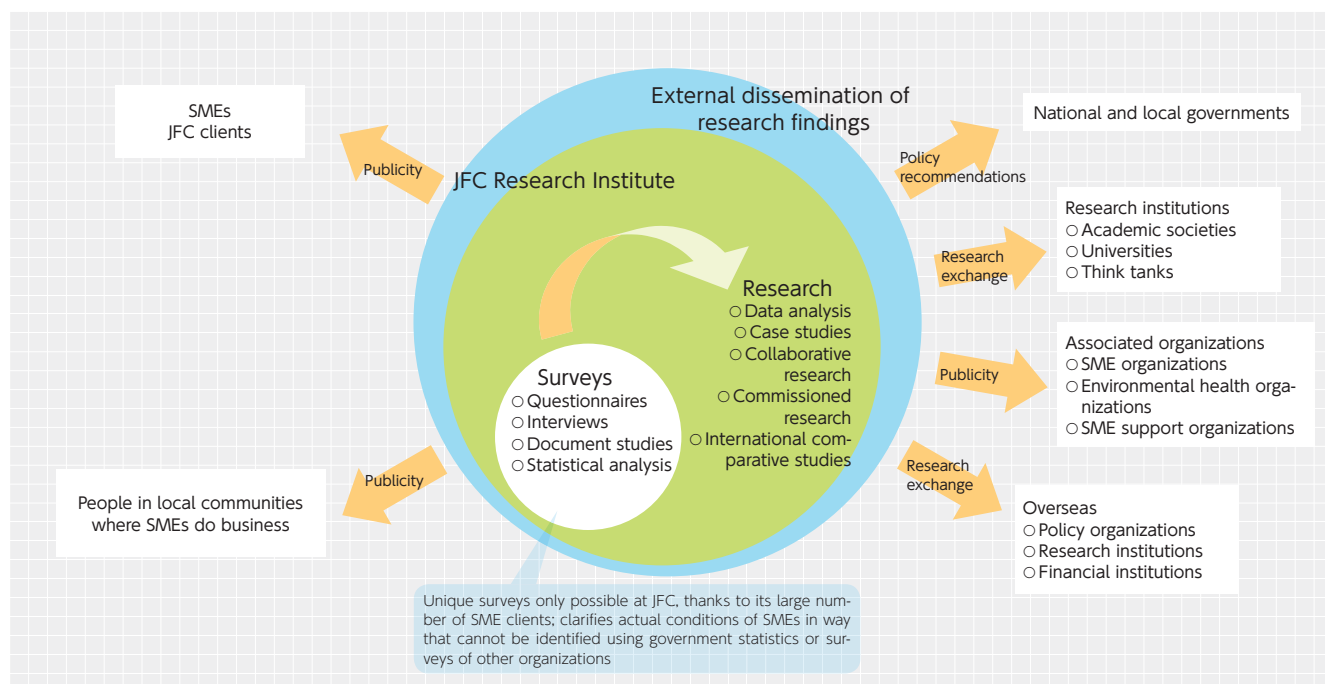 SMEs
JFC clients
Publicity
People in local communities
where SMEs do business
Publicity
External dissemination of
research findings
JFC Research Institute
Research
○ Data analysis
○ Case studies
○ Collaborative
research
○ Commissioned
research
○ International com-
parative studies
Surveys
○ Questionnaires
○ Interviews
○ Document studies
○ Statistical analysis
Unique surveys only possible at JFC, thanks to its large num-
ber of SME clients; clarifies actual conditions of SMEs in way
that cannot be identified using government statistics or sur-
veys of other organizations
Policy
recommendations
National and local governments
Research
exchange
Research institutions
○ Academic societies
○ Universities
○ Think tanks
Publicity
Associated organizations
○ SME organizations
○ Environmental health orga-
nizations
○ SME support organizations
Research
exchange
Overseas
○ Policy organizations
○ Research institutions
○ Financial institutions